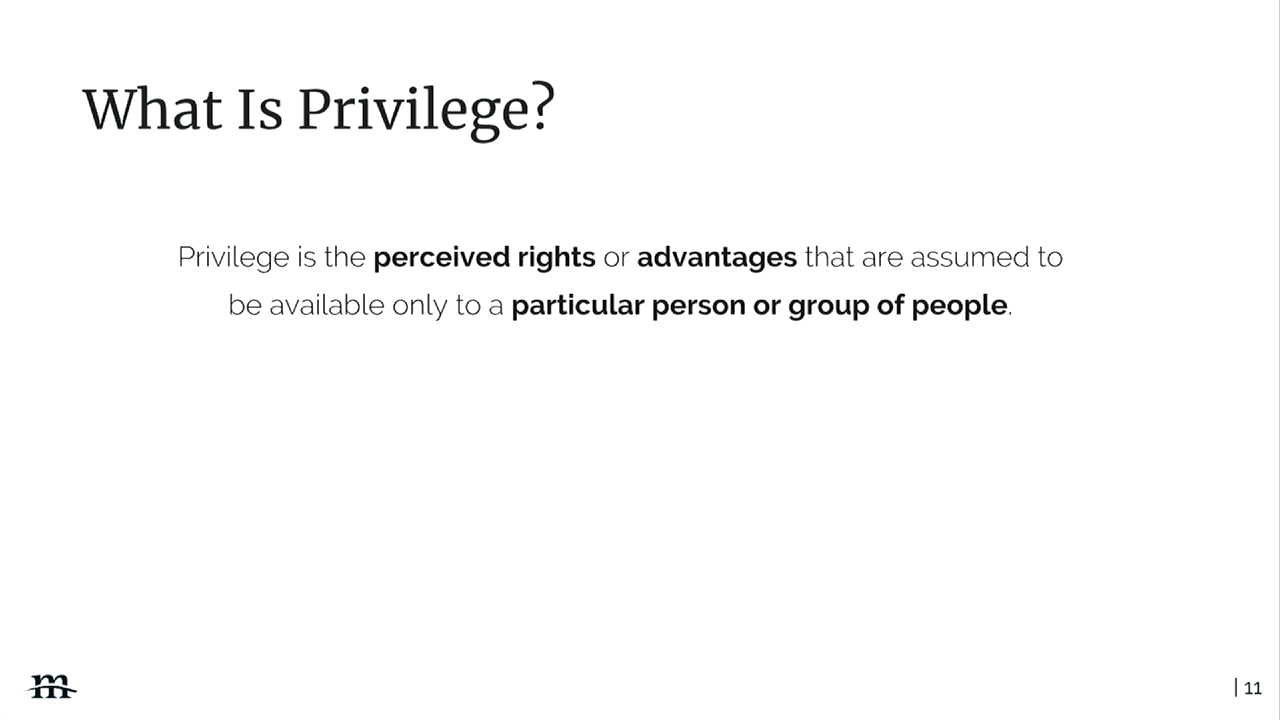 What Is Privilege?
Privilege is the perceived rights or advantages that are assumed to
be available only to a particular person or group of people.
m
| 11